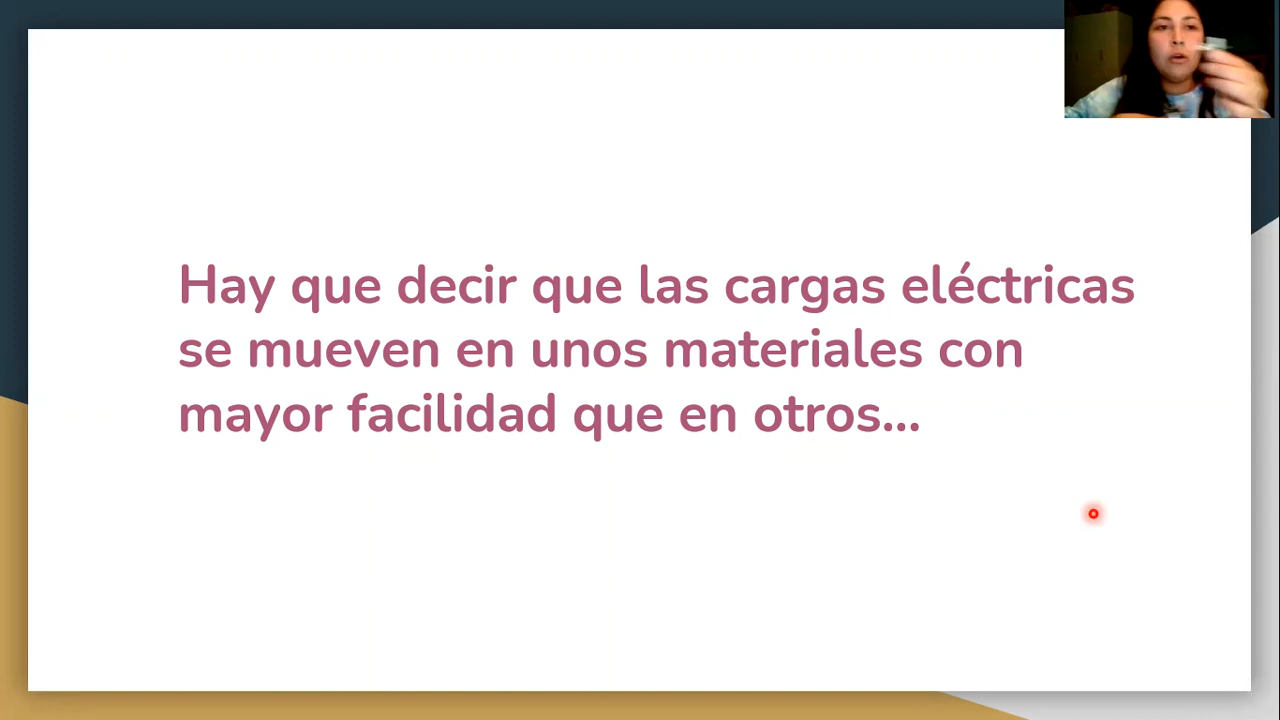 Hay que decir que las cargas eléctricas
se mueven en unos materiales con
mayor facilidad que en otros...